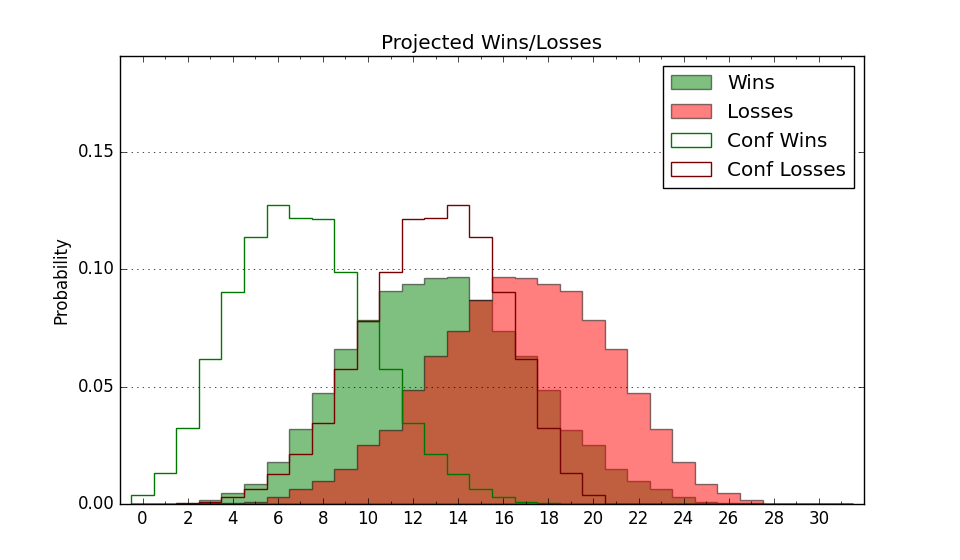 Projected Wins/Losses
Wins
Losses
Conf Wins
Conf Losses
Probability
0.15
0.10
0.05
0.00
0 2 4 6 8 10 12 14 16 18 20 22 24 26 28 30